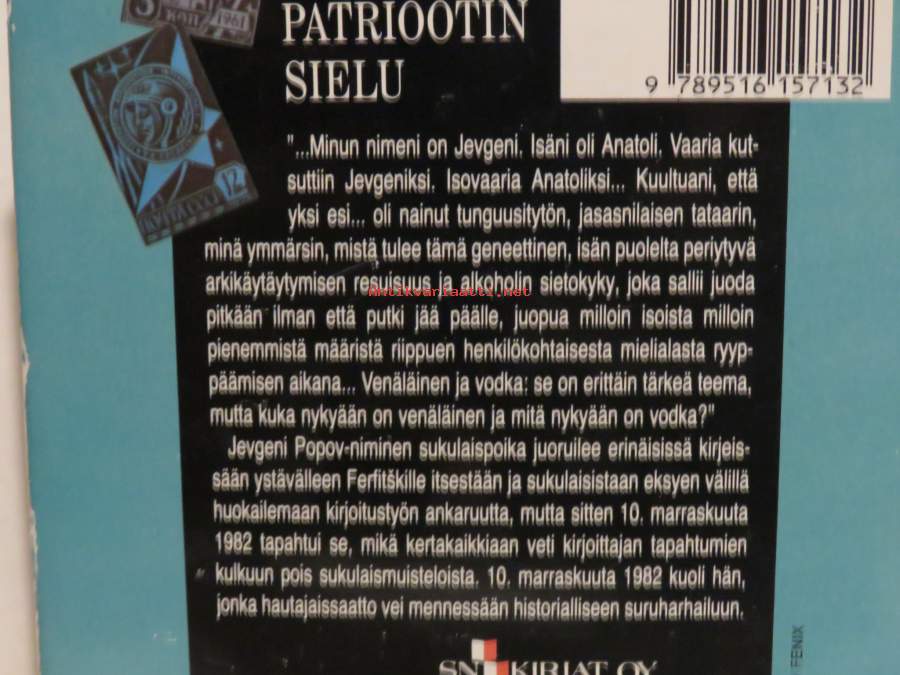 PATRIOOTIN
SIELU
9 789516 157132
"...Minun nimeni on Jevgeni. Isäni oli Anatoli. Vaaria kut-
suttiin Jevgeniksi. Isovaaria Anatoliksi... Kuultuani, että
yksi esi... oli nainut tunguusitytön, jasasnilaisen tataarin,
minä ymmärsin, mistä tulee tämä geneettinen, isän puolelta periytyvä
arkikäytäytymisen resuisuus ja alkoholin sietokyky, joka sallii juoda
antikvariaatti.net
pitkään ilman että putki jää päälle, juopua milloin isoista milloin
pienemmistä määristä riippuen henkilökohtaisesta mielialasta ryyp-
päämisen aikana... Venäläinen ja vodka: se on erittäin tärkeä teema,
mutta kuka nykyään on venäläinen ja mitä nykyään on vodka?"
Jevgeni Popov-niminen sukulaispoika juoruilee erinäisissä kirjeis-
sään ystävälleen Ferfitškille itsestään ja sukulaisistaan eksyen välillä
huokailemaan kirjoitustyön ankaruutta, mutta sitten 10. marraskuuta
1982 tapahtui se, mikä kertakaikkiaan veti kirjoittajan tapahtumien
kulkuun pois sukulaismuisteloista. 10. marraskuuta 1982 kuoli hän,
jonka hautajaissaatto vei mennessään historialliseen suruharhailuun.
SN KIRJAT OY
FENIX
12
1961